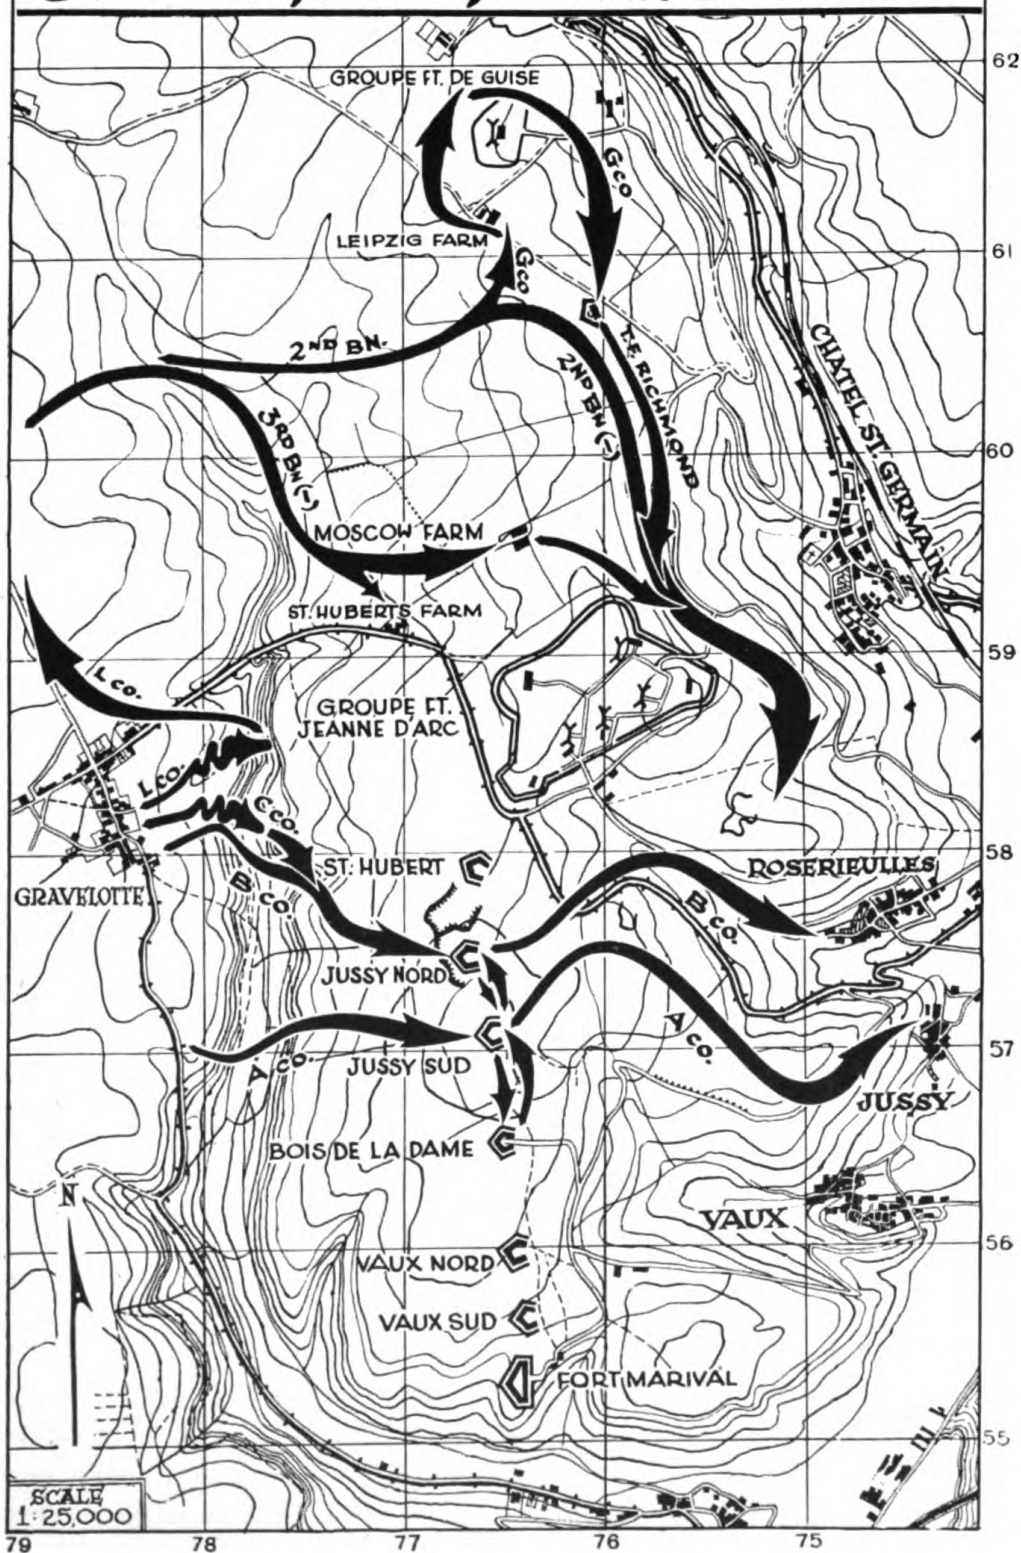 62
GROUPE FT. DE GUISE
G CO
LEIPZIG FARM
61
G CO
2ND BN.
T.F. RICHMOND
2ND BN (-)
CHATEL ST. GERMAIN
3RD BN (-)
60
MOSCOW FARM
ST. HUBERTS FARM
59
L CO.
GROUPE FT.
JEANNE D'ARC
L CO.
C CO.
58
ST. HUBERT
ROSERIEULLES
GRAVELOTTE
B CO.
B CO.
JUSSY NORD
A CO.
57
A CO.
JUSSY SUD
JUSSY
BOIS DE LA DAME
N
VAUX
56
VAUX NORD
VAUX SUD
FORT MARIVAL
55
SCALE
1:25,000
79 78 77 76 75